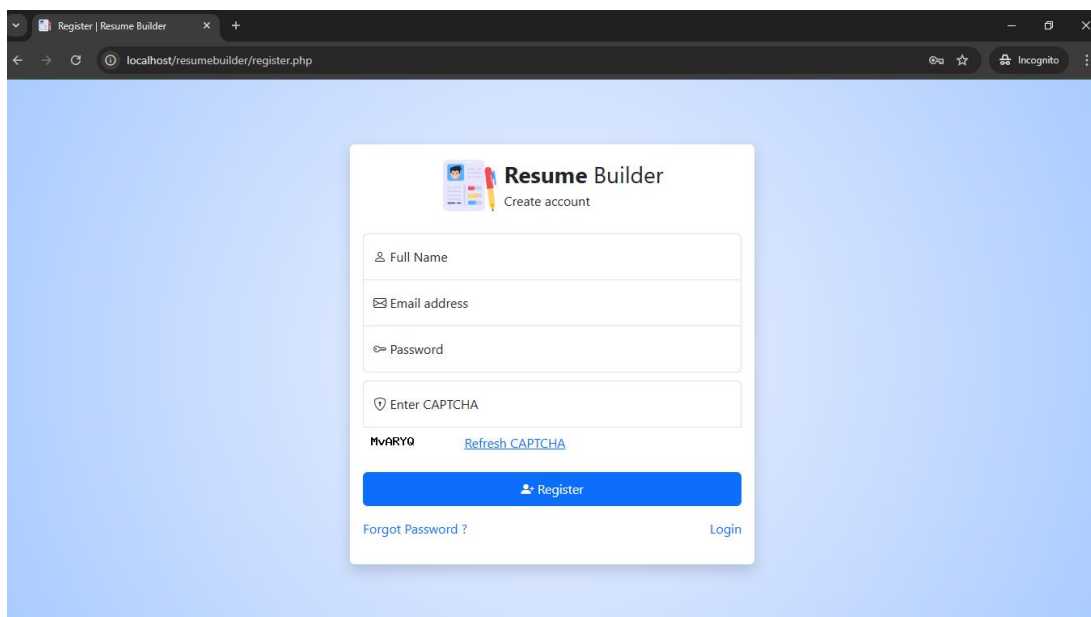 Register | Resume Builder
localhost/resumebuilder/register.php
Incognito
Resume Builder
Create account
Full Name
Email address
Password
Enter CAPTCHA
MvARYQ Refresh CAPTCHA
Register
Forgot Password ? Login